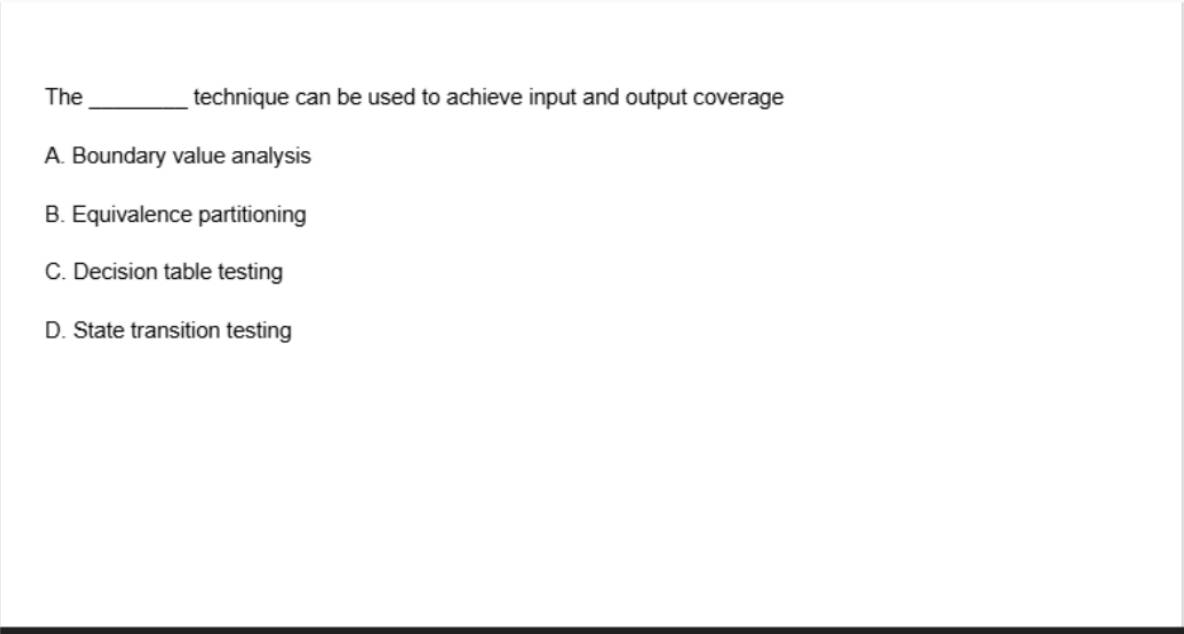 The ________ technique can be used to achieve input and output coverage
A. Boundary value analysis
B. Equivalence partitioning
C. Decision table testing
D. State transition testing